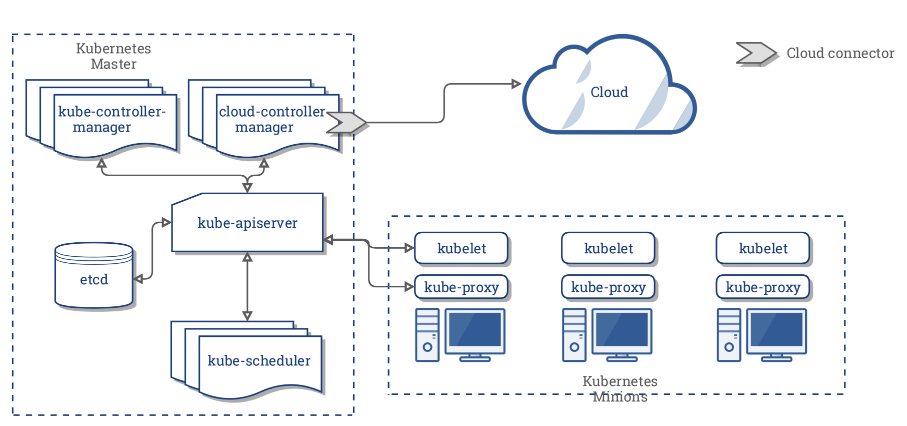 Kubernetes
Master
kube-controller-
manager
cloud-controller
manager
Cloud
Cloud connector
kube-apiserver
etcd
kube-scheduler
kubelet
kubelet
kubelet
kube-proxy
kube-proxy
kube-proxy
Kubernetes
Minions